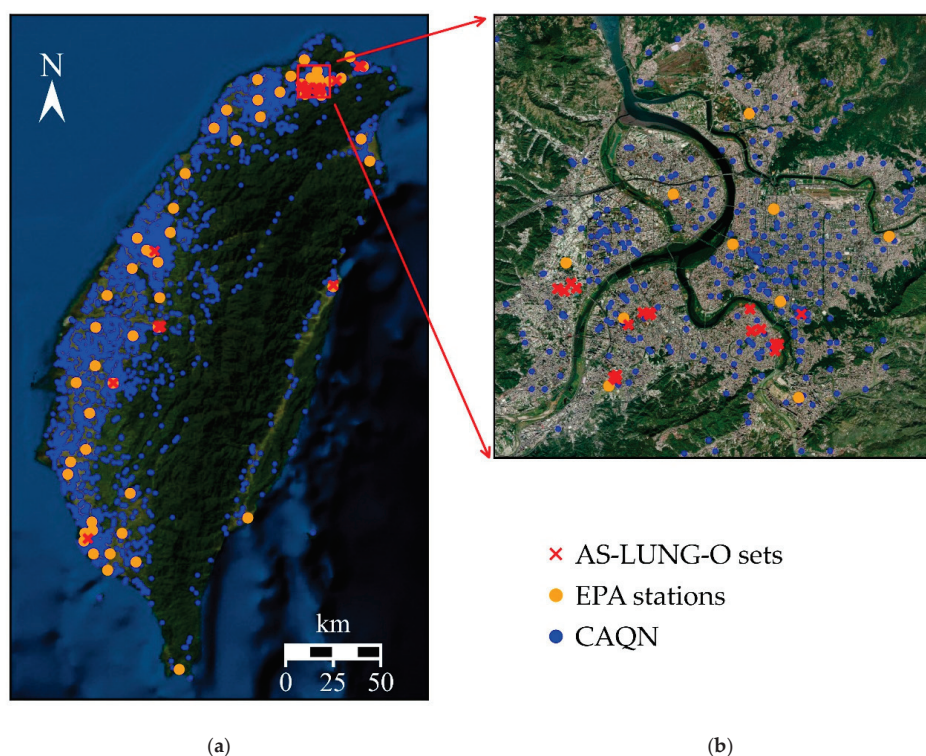 N
km
0 25 50
AS-LUNG-O sets
EPA stations
CAQN
(a)
(b)